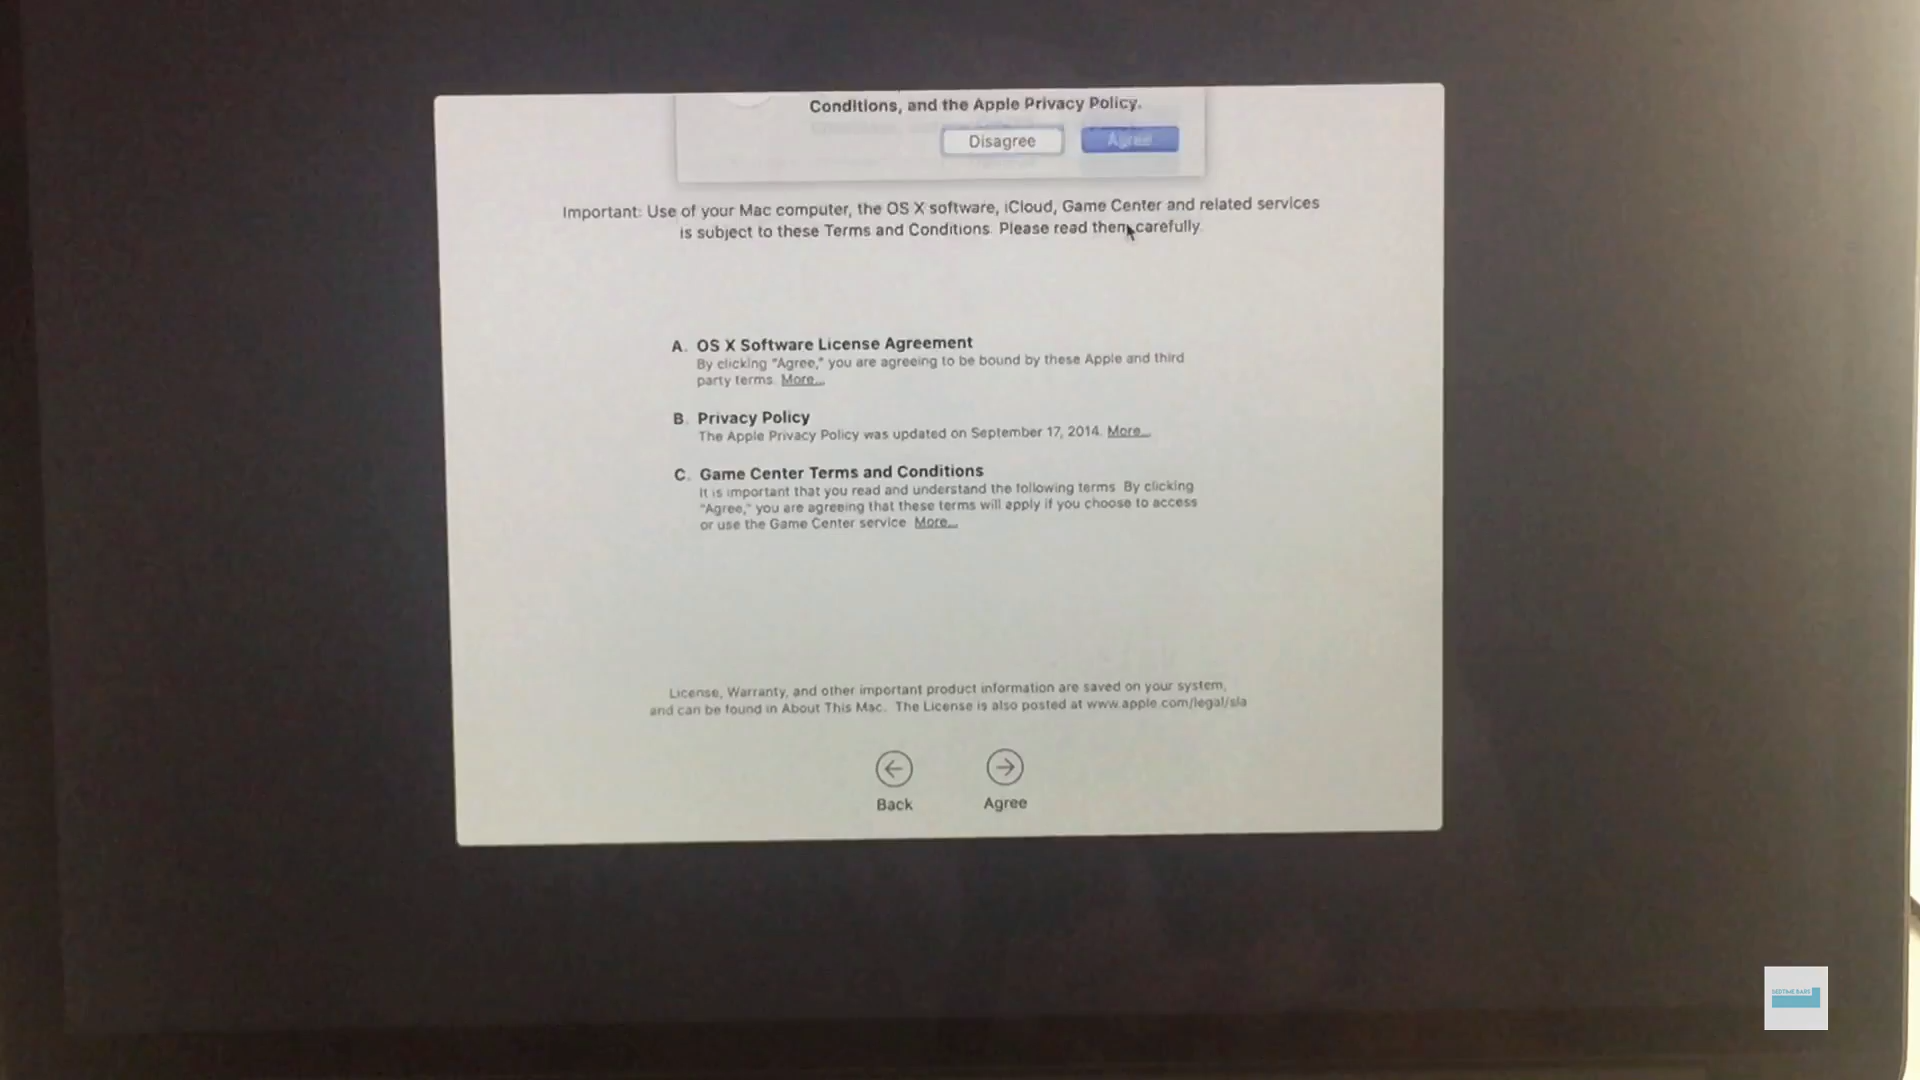 Conditions, and the Apple Privacy Policy.
Disagree
Agree
Important: Use of your Mac computer, the OS X software, iCloud, Game Center and related services
is subject to these Terms and Conditions. Please read them carefully.
A. OS X Software License Agreement
By clicking "Agree," you are agreeing to be bound by these Apple and third
party terms. More...
B. Privacy Policy
The Apple Privacy Policy was updated on September 17, 2014. More...
C. Game Center Terms and Conditions
It is important that you read and understand the following terms. By clicking
"Agree," you are agreeing that these terms will apply if you choose to access
or use the Game Center service. More...
License, Warranty, and other important product information are saved on your system,
and can be found in About This Mac. The License is also posted at www.apple.com/legal/sla
Back
Agree